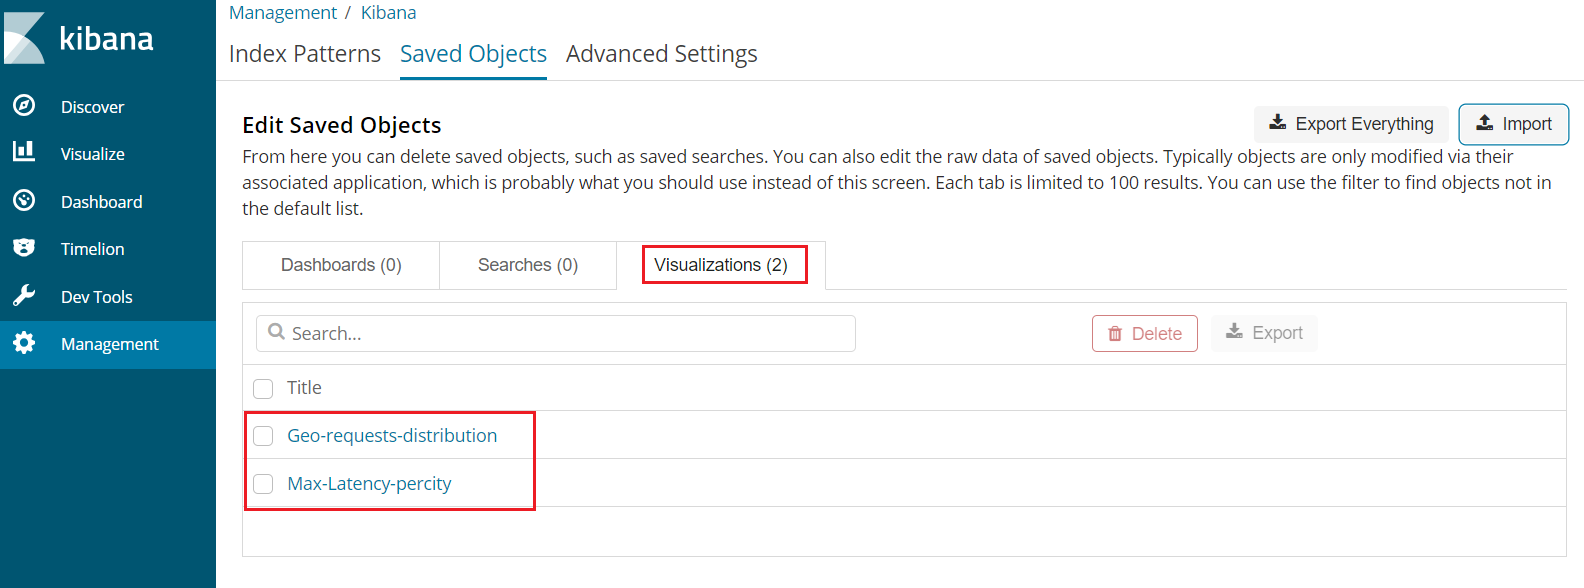 kibana
Discover
Visualize
Dashboard
Timelion
Dev Tools
Management
Management / Kibana
Index Patterns Saved Objects Advanced Settings
Edit Saved Objects
Export Everything Import
From here you can delete saved objects, such as saved searches. You can also edit the raw data of saved objects. Typically objects are only modified via their
associated application, which is probably what you should use instead of this screen. Each tab is limited to 100 results. You can use the filter to find objects not in
the default list.
Dashboards (0) Searches (0) Visualizations (2)
Search... Delete Export
Title
Geo-requests-distribution
Max-Latency-percity